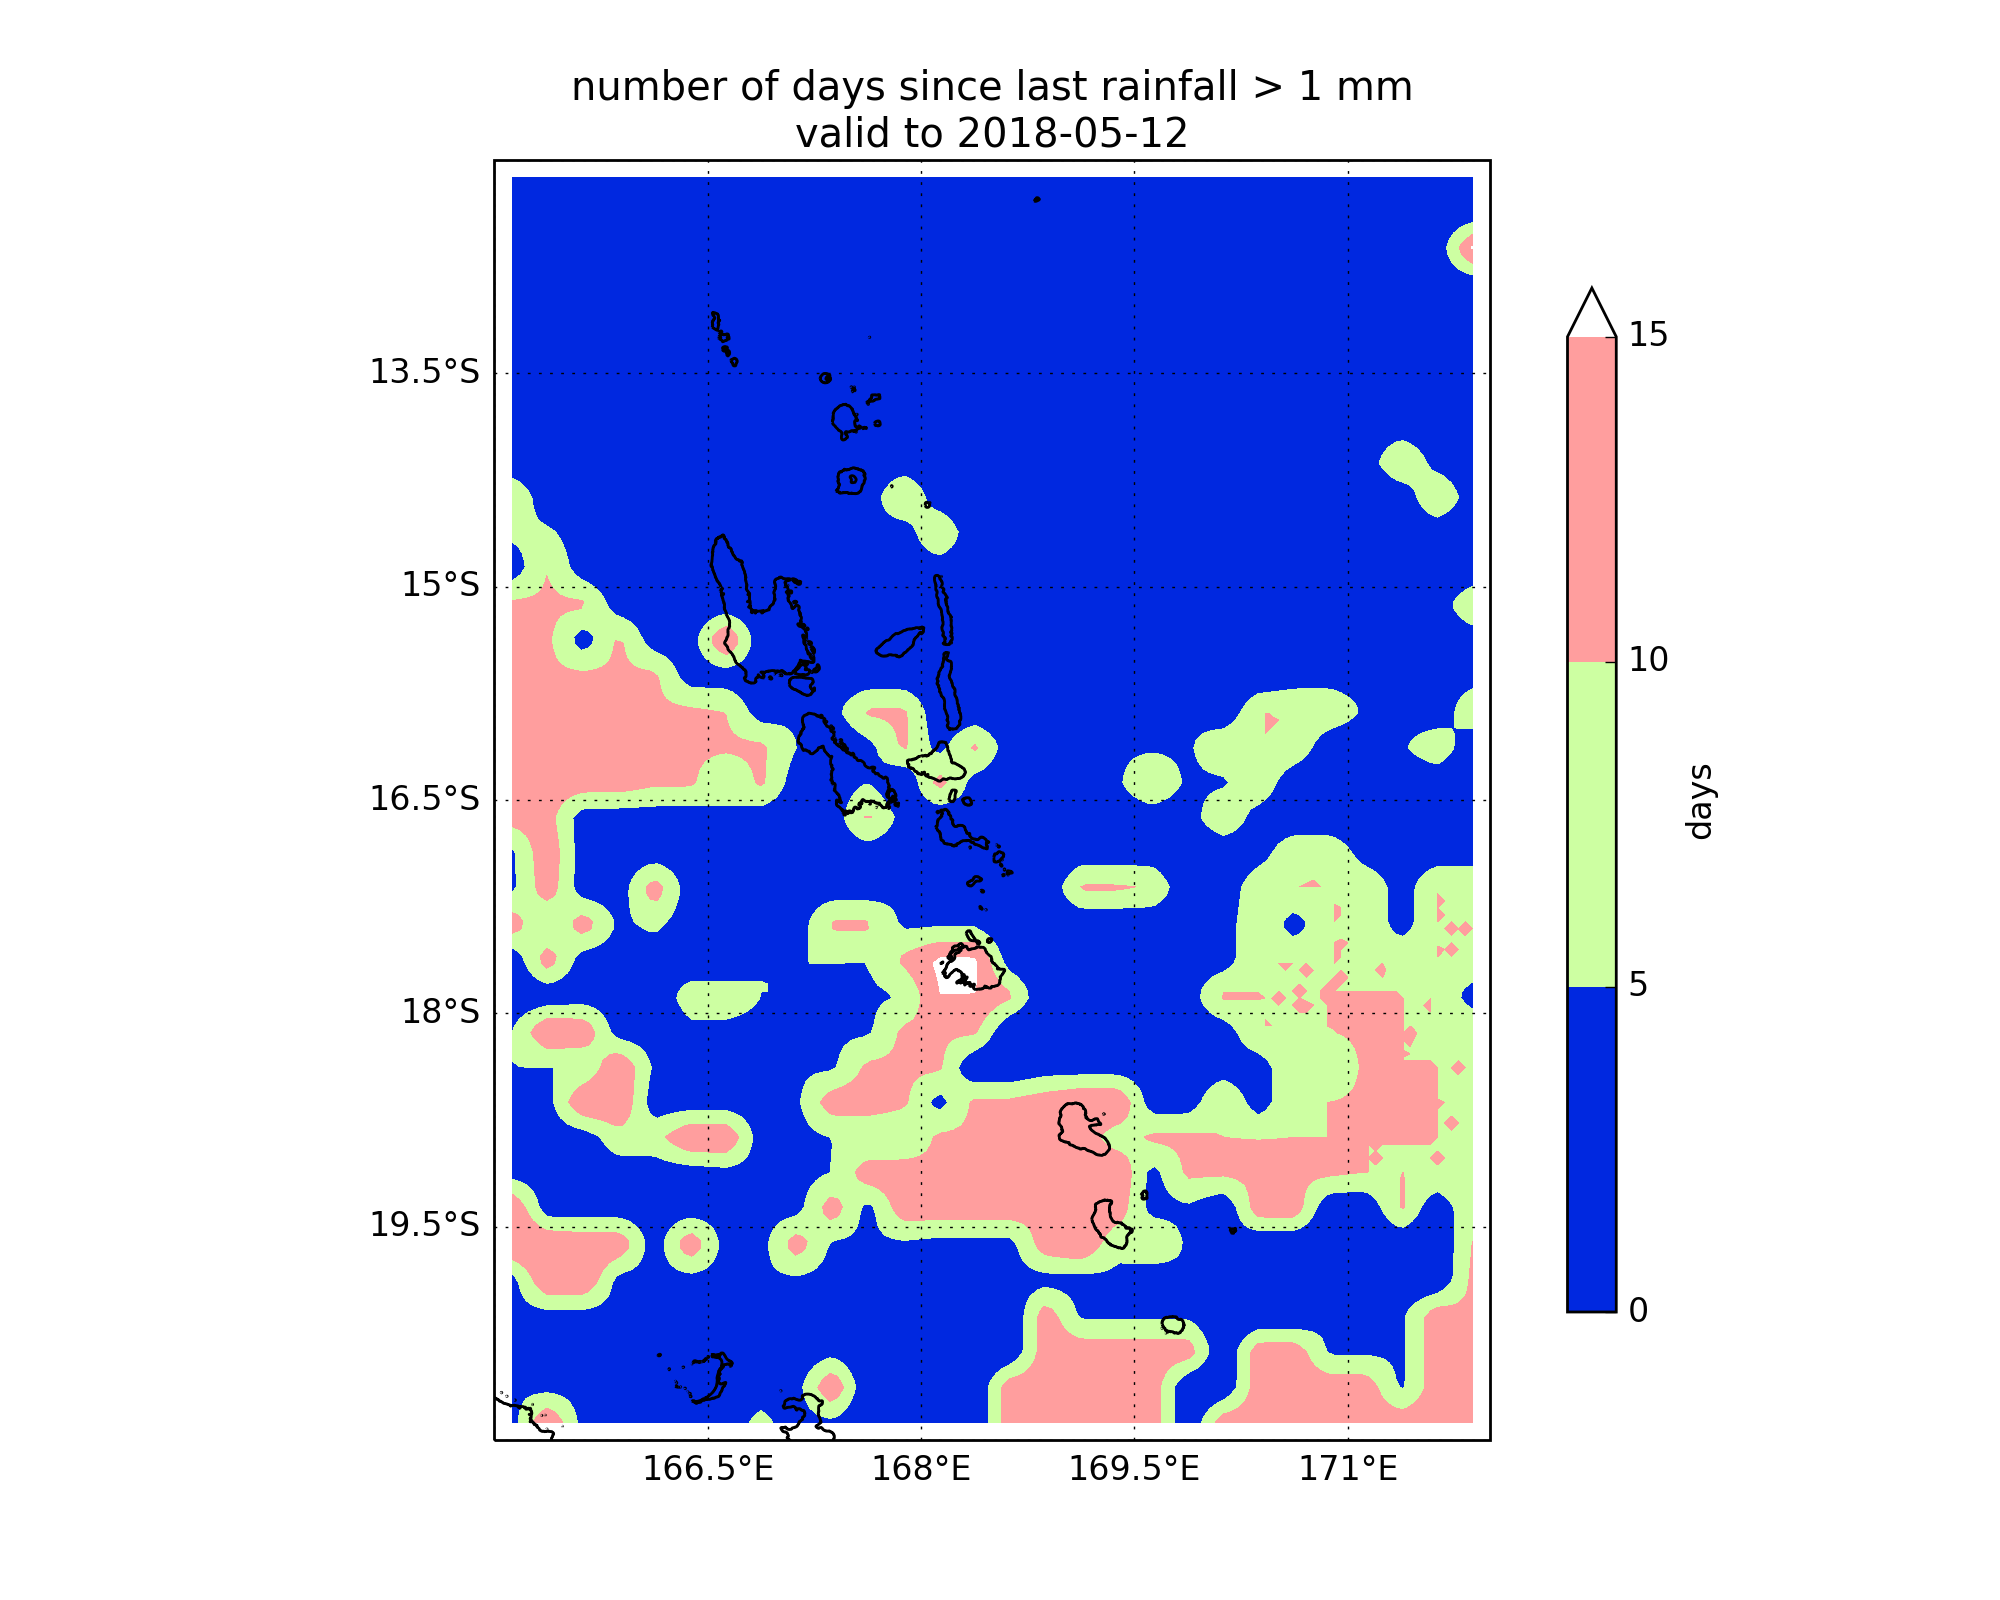 number of days since last rainfall > 1 mm
valid to 2018-05-12
13.5°S
15°S
16.5°S
18°S
19.5°S
166.5°E
168°E
169.5°E
171°E
15
10
5
0
days